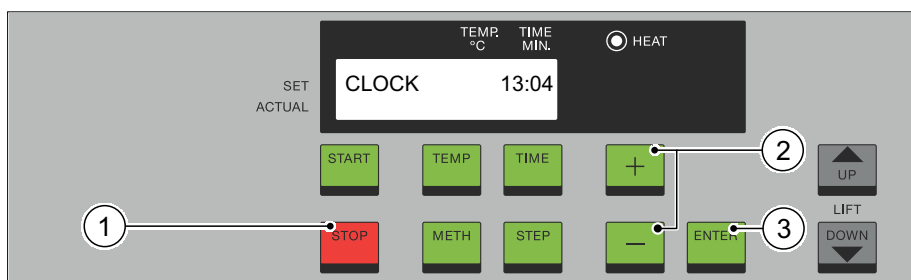 TEMP. TIME
°C MIN.
HEAT
SET
ACTUAL
CLOCK 13:04
START TEMP TIME + 2 UP
LIFT
1 STOP METH STEP — ENTER 3 DOWN